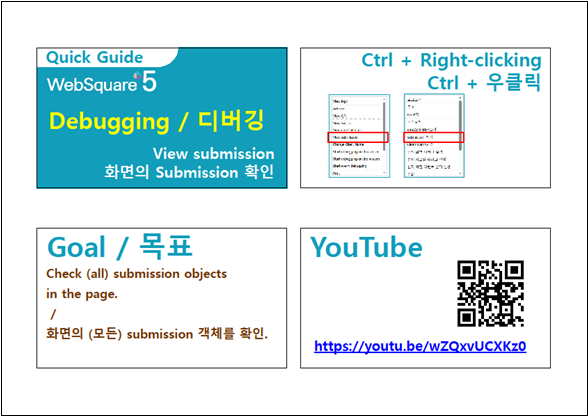 Quick Guide
WebSquare 5
Debugging / 디버깅
View submission
화면의 Submission 확인
Ctrl + Right-clicking
Ctrl + 우클릭
Goal / 목표
Check (all) submission objects
in the page.
/
화면의 (모든) submission 객체를 확인.
YouTube
https://youtu.be/wZQxvUCXKz0